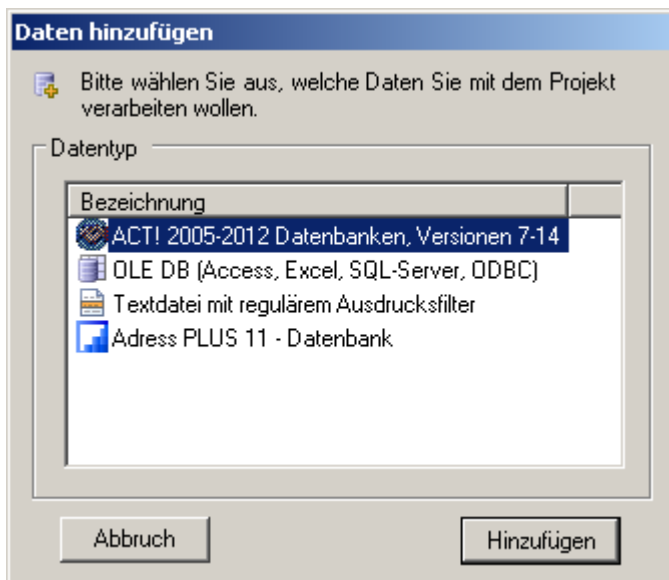 Daten hinzufügen
Bitte wählen Sie aus, welche Daten Sie mit dem Projekt
verarbeiten wollen.
Datentyp
Bezeichnung
ACT! 2005-2012 Datenbanken, Versionen 7-14
OLE DB (Access, Excel, SQL-Server, ODBC)
Textdatei mit regulärem Ausdrucksfilter
Adress PLUS 11 - Datenbank
Abbruch
Hinzufügen